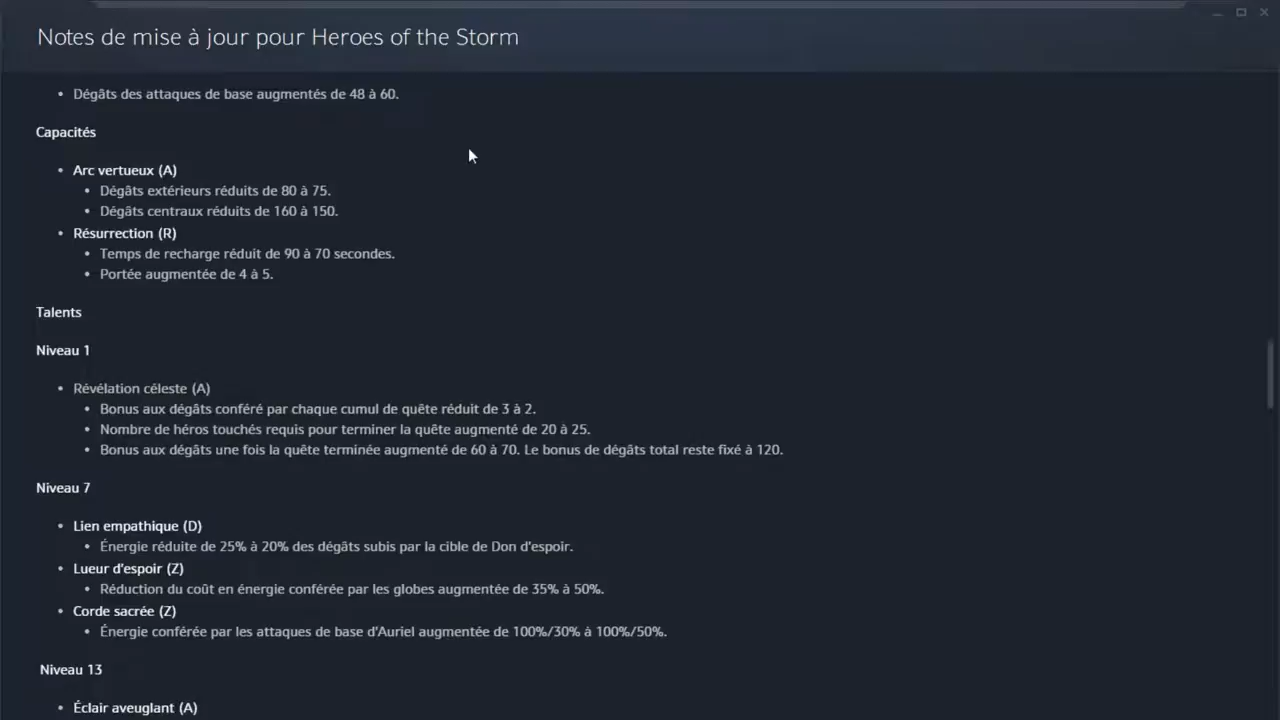 Notes de mise à jour pour Heroes of the Storm
• Dégâts des attaques de base augmentés de 48 à 60.
Capacités
• Arc vertueux (A)
• Dégâts extérieurs réduits de 80 à 75.
• Dégâts centraux réduits de 160 à 150.
• Résurrection (R)
• Temps de recharge réduit de 90 à 70 secondes.
• Portée augmentée de 4 à 5.
Talents
Niveau 1
• Révélation céleste (A)
• Bonus aux dégâts conféré par chaque cumul de quête réduit de 3 à 2.
• Nombre de héros touchés requis pour terminer la quête augmenté de 20 à 25.
• Bonus aux dégâts une fois la quête terminée augmenté de 60 à 70. Le bonus de dégâts total reste fixé à 120.
Niveau 7
• Lien empathique (D)
• Énergie réduite de 25% à 20% des dégâts subis par la cible de Don d'espoir.
• Lueur d'espoir (Z)
• Réduction du coût en énergie conférée par les globes augmentée de 35% à 50%.
• Corde sacrée (Z)
• Énergie conférée par les attaques de base d'Auriel augmentée de 100%/30% à 100%/50%.
Niveau 13
• Éclair aveuglant (A)